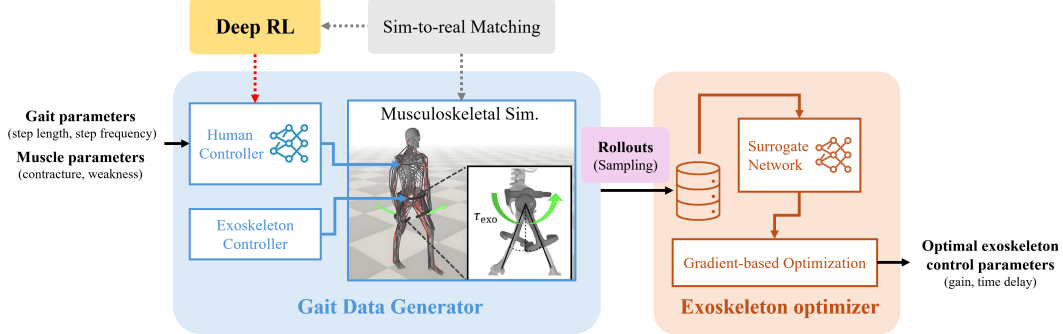 Deep RL
Sim-to-real Matching
Gait parameters
(step length, step frequency)
Muscle parameters
(contracture, weakness)
Human
Controller
Exoskeleton
Controller
Musculoskeletal Sim.
τexo
Gait Data Generator
Rollouts
(Sampling)
Surrogate
Network
Gradient-based Optimization
Exoskeleton optimizer
Optimal exoskeleton
control parameters
(gain, time delay)